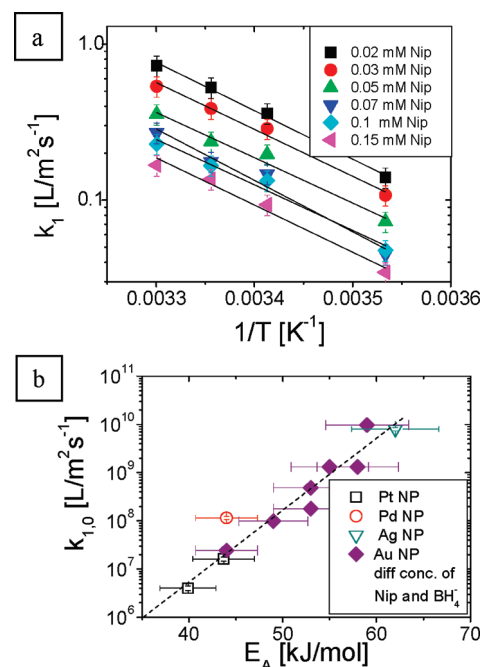 a
k₁ [L/m²s⁻¹]
1.0
0.1
0.02 mM Nip
0.03 mM Nip
0.05 mM Nip
0.07 mM Nip
0.1 mM Nip
0.15 mM Nip
0.0033 0.0034 0.0035 0.0036
1/T [K⁻¹]
b
k₁,₀ [L/m²s⁻¹]
10¹¹
10¹⁰
10⁹
10⁸
10⁷
10⁶
Pt NP
Pd NP
Ag NP
Au NP
diff conc. of
Nip and BH₄⁻
40 50 60 70
E_A [kJ/mol]